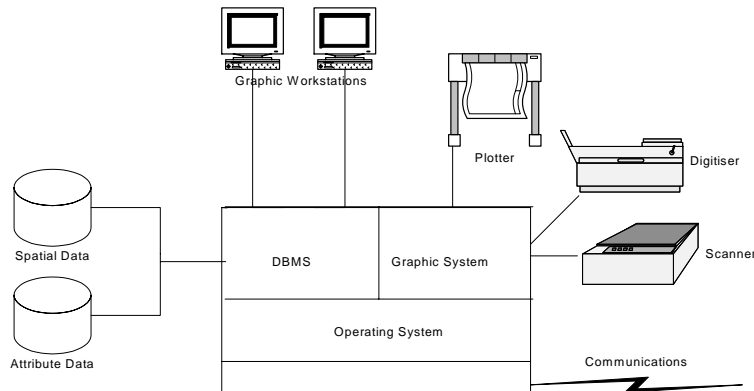 Graphic Workstations
Plotter
Digitiser
Spatial Data
DBMS
Graphic System
Scanner
Operating System
Attribute Data
Communications